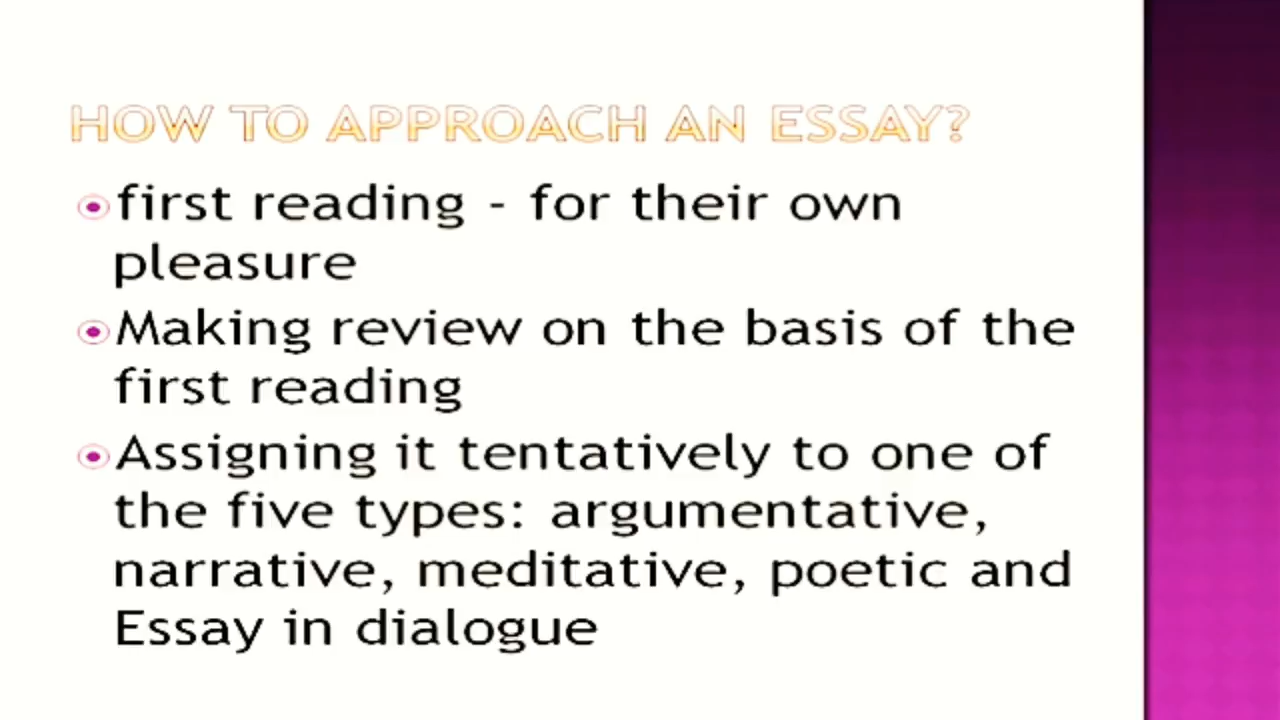 HOW TO APPROACH AN ESSAY?
first reading - for their own
pleasure
Making review on the basis of the
first reading
Assigning it tentatively to one of
the five types: argumentative,
narrative, meditative, poetic and
Essay in dialogue